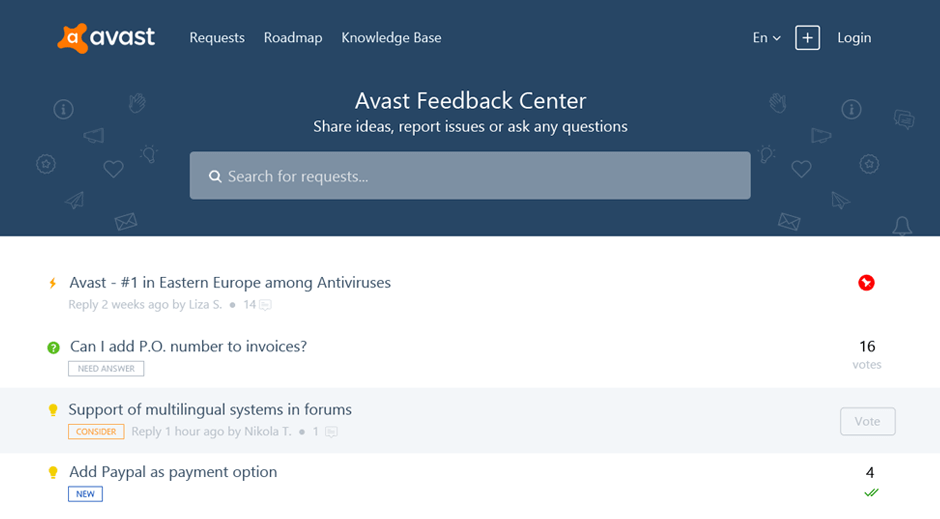 avast Requests Roadmap Knowledge Base En Login
Avast Feedback Center
Share ideas, report issues or ask any questions
Search for requests...
Avast - #1 in Eastern Europe among Antiviruses
Reply 2 weeks ago by Liza S. • 14
Can I add P.O. number to invoices? 16
NEED ANSWER votes
Support of multilingual systems in forums
CONSIDER Reply 1 hour ago by Nikola T. • 1 Vote
Add Paypal as payment option 4
NEW